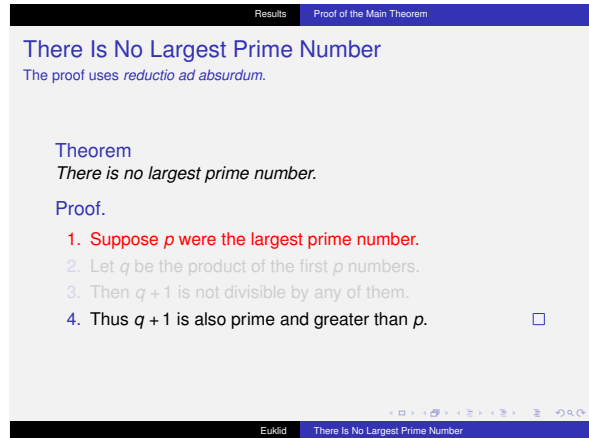 Results Proof of the Main Theorem
There Is No Largest Prime Number
The proof uses reductio ad absurdum.
Theorem
There is no largest prime number.
Proof.
1. Suppose p were the largest prime number.
2. Let q be the product of the first p numbers.
3. Then q + 1 is not divisible by any of them.
4. Thus q + 1 is also prime and greater than p.
Euklid There Is No Largest Prime Number